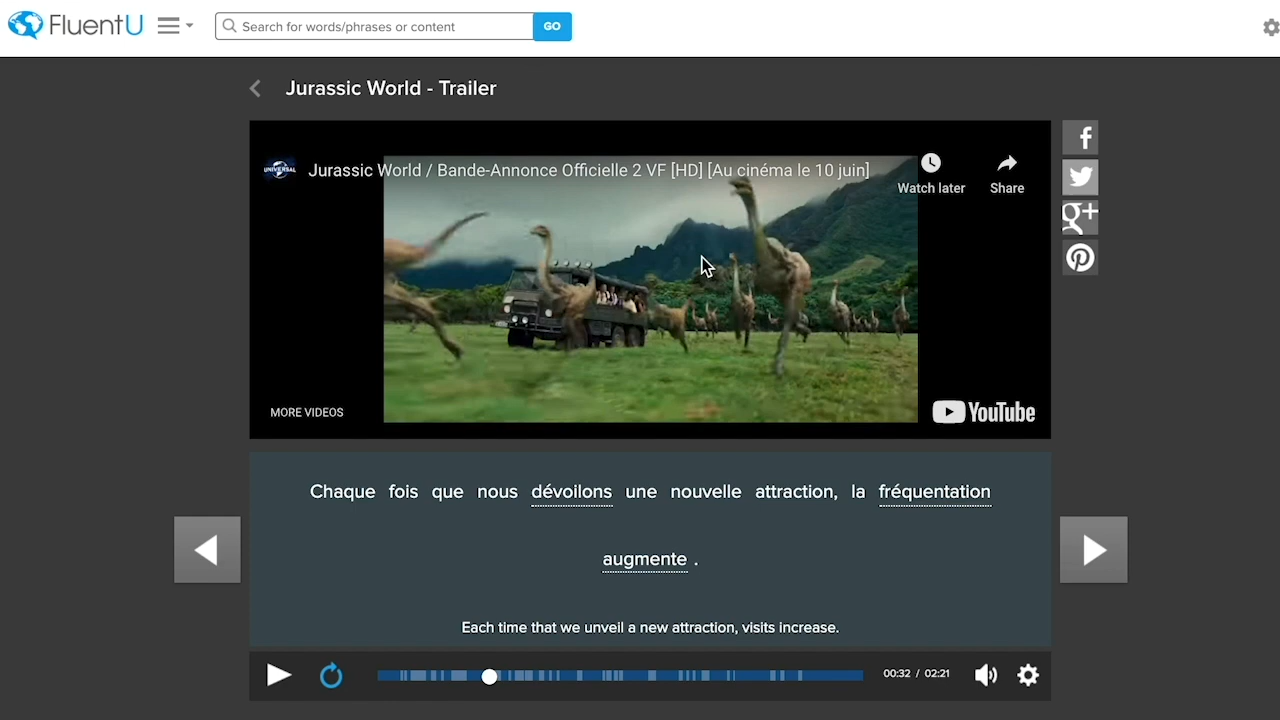 FluentU
Search for words/phrases or content
GO
Jurassic World - Trailer
UNIVERSAL
Jurassic World / Bande-Annonce Officielle 2 VF [HD] [Au cinéma le 10 juin]
Watch later
Share
f
g+
MORE VIDEOS
YouTube
Chaque fois que nous dévoilons une nouvelle attraction, la fréquentation
augmente .
Each time that we unveil a new attraction, visits increase.
00:32 / 02:21